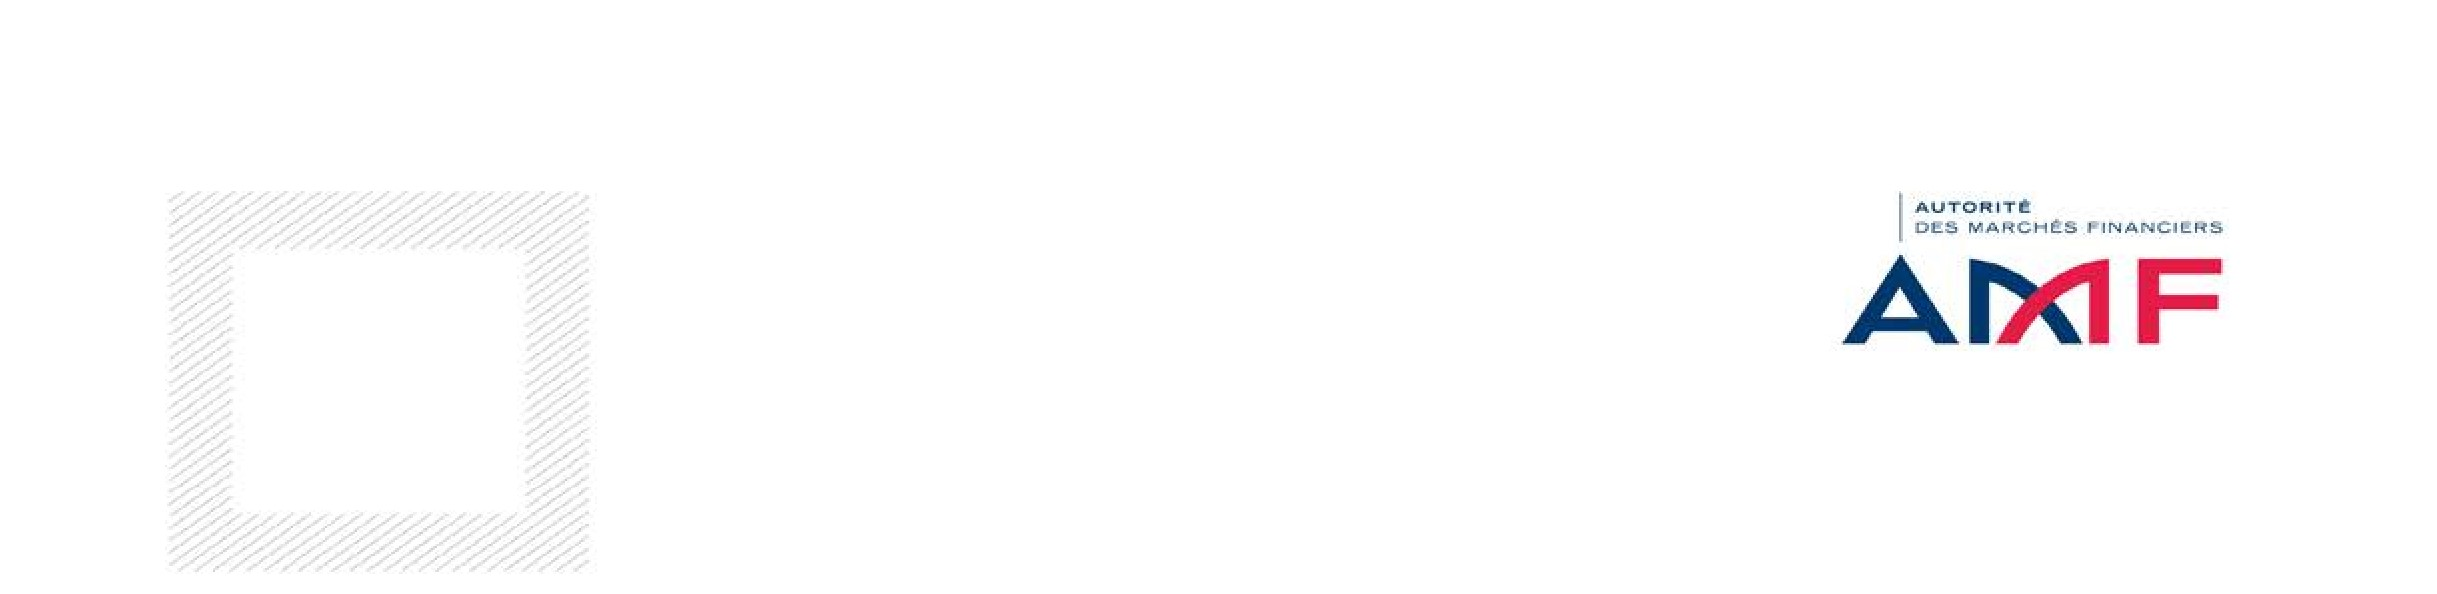 AUTORITÉ
DES MARCHÉS FINANCIERS
AMF